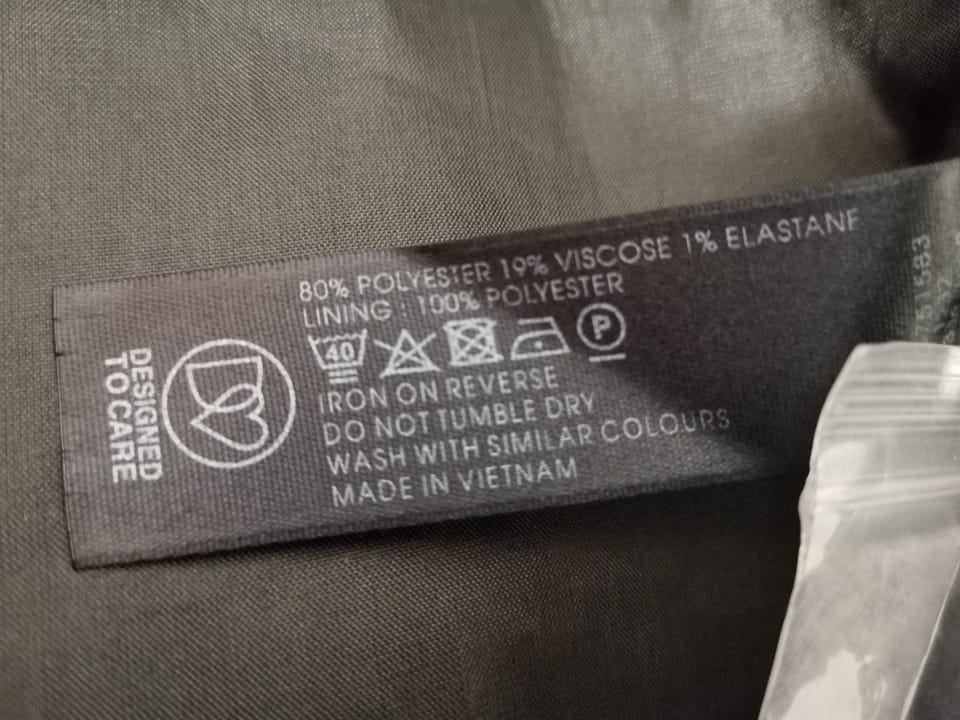 80% POLYESTER 19% VISCOSE 1% ELASTANE
LINING : 100% POLYESTER
40
P
IRON ON REVERSE
DO NOT TUMBLE DRY
WASH WITH SIMILAR COLOURS
MADE IN VIETNAM
DESIGNED
TO CARE